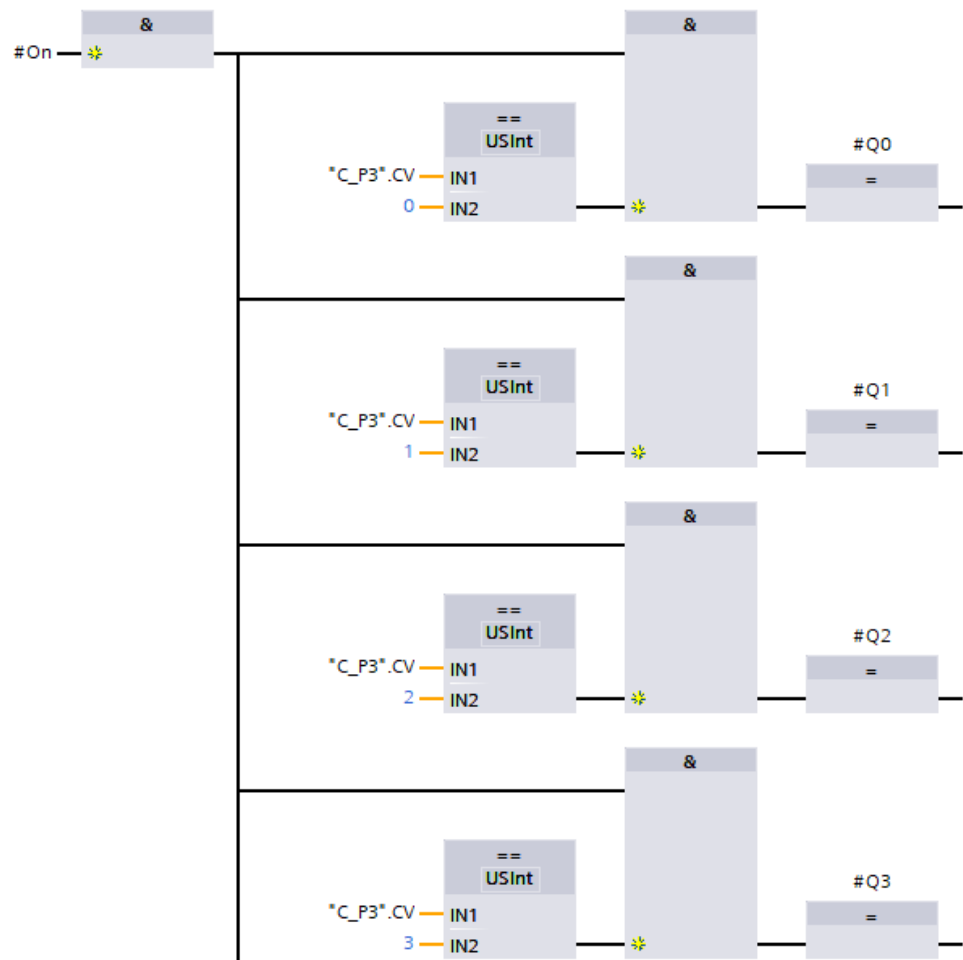 &
&
#On
==
USInt
#Q0
"C_P3".CV
IN1
=
0
IN2
&
==
USInt
#Q1
"C_P3".CV
IN1
=
1
IN2
&
==
USInt
#Q2
"C_P3".CV
IN1
=
2
IN2
&
==
USInt
#Q3
"C_P3".CV
IN1
=
3
IN2